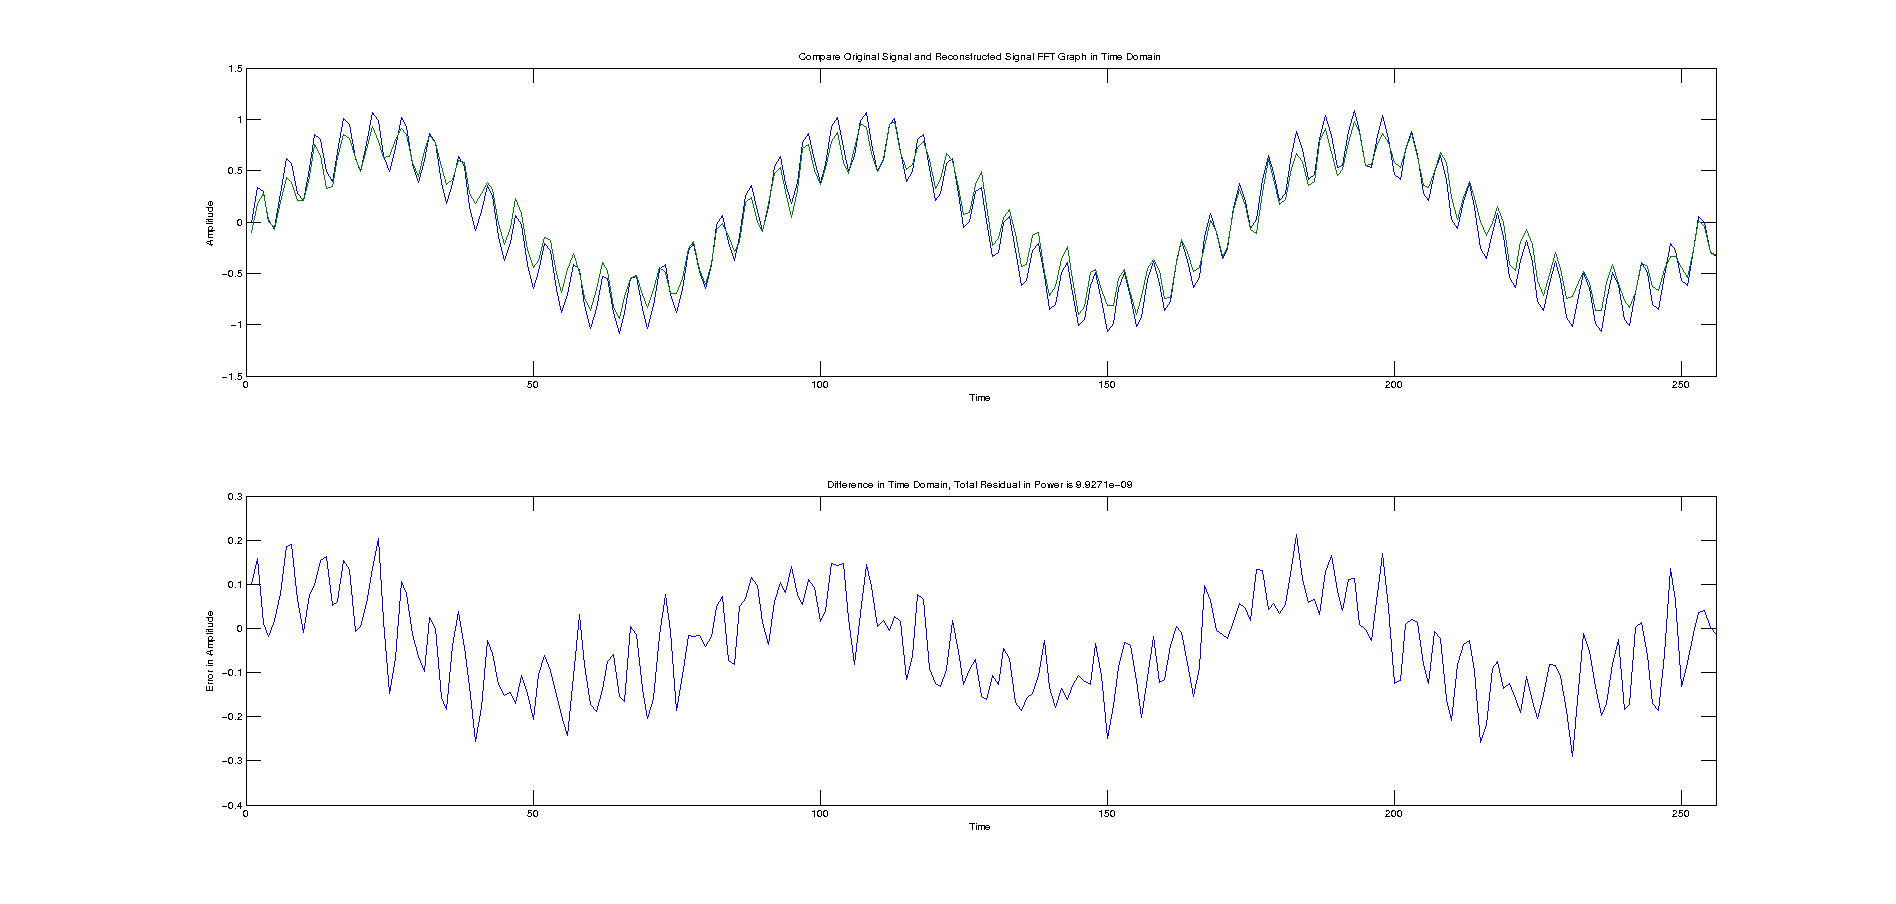 Compare Original Signal and Reconstructed Signal FFT Graph in Time Domain
1.5
1
0.5
0
−0.5
−1
−1.5
Amplitude
0 50 100 150 200 250
Time
Difference in Time Domain, Total Residual in Power is 9.9271e−09
0.3
0.2
0.1
0
−0.1
−0.2
−0.3
−0.4
Error in Amplitude
0 50 100 150 200 250
Time